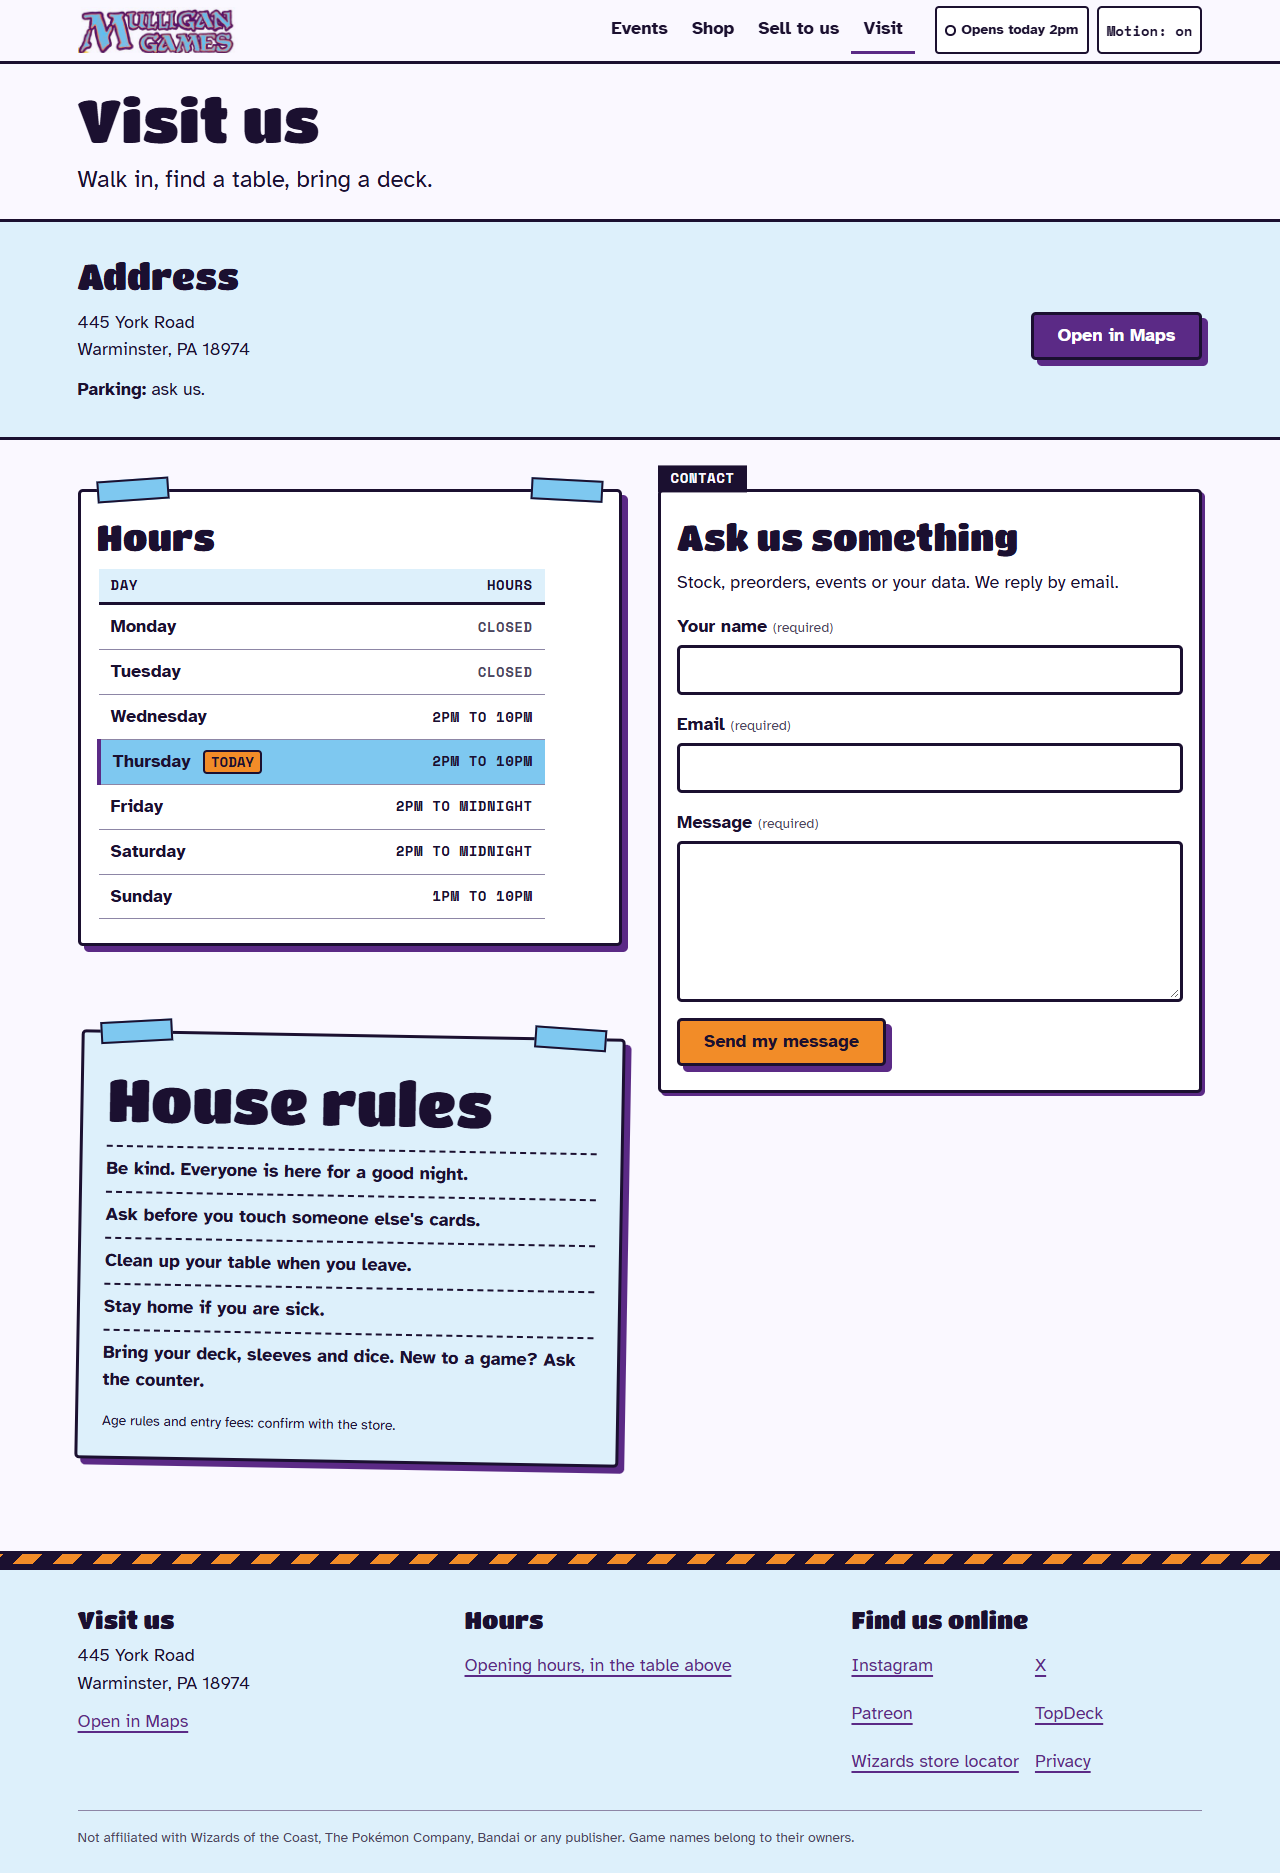 MULLIGAN
GAMES
Events
Shop
Sell to us
Visit
Opens today 2pm
Motion: on
Visit us
Walk in, find a table, bring a deck.
Address
445 York Road
Warminster, PA 18974
Parking: ask us.
Open in Maps
Hours
DAY HOURS
Monday CLOSED
Tuesday CLOSED
Wednesday 2PM TO 10PM
Thursday TODAY 2PM TO 10PM
Friday 2PM TO MIDNIGHT
Saturday 2PM TO MIDNIGHT
Sunday 1PM TO 10PM
CONTACT
Ask us something
Stock, preorders, events or your data. We reply by email.
Your name (required)
Email (required)
Message (required)
Send my message
House rules
Be kind. Everyone is here for a good night.
Ask before you touch someone else's cards.
Clean up your table when you leave.
Stay home if you are sick.
Bring your deck, sleeves and dice. New to a game? Ask
the counter.
Age rules and entry fees: confirm with the store.
Visit us
445 York Road
Warminster, PA 18974
Open in Maps
Hours
Opening hours, in the table above
Find us online
Instagram
X
Patreon
TopDeck
Wizards store locator
Privacy
Not affiliated with Wizards of the Coast, The Pokémon Company, Bandai or any publisher. Game names belong to their owners.